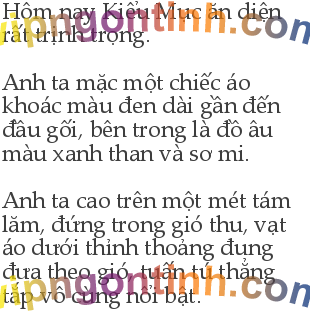 Hôm nay Kiểu Mục ăn diện
rất trịnh trọng.
Anh ta mặc một chiếc áo
khoác màu đen dài gần đến
đầu gối, bên trong là đồ âu
màu xanh than và sơ mi.
Anh ta cao trên một mét tám
lăm, đứng trong gió thu, vạt
áo dưới thỉnh thoảng đung
đưa theo gió, tuấn tú thẳng
tắp vô cùng nổi bật.